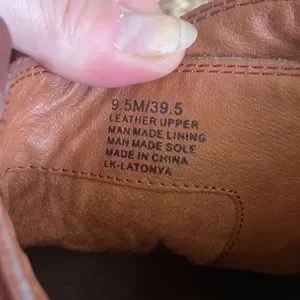 9.5M/39.5
LEATHER UPPER
MAN MADE LINING
MAN MADE SOLE
MADE IN CHINA
LK-LATONYA